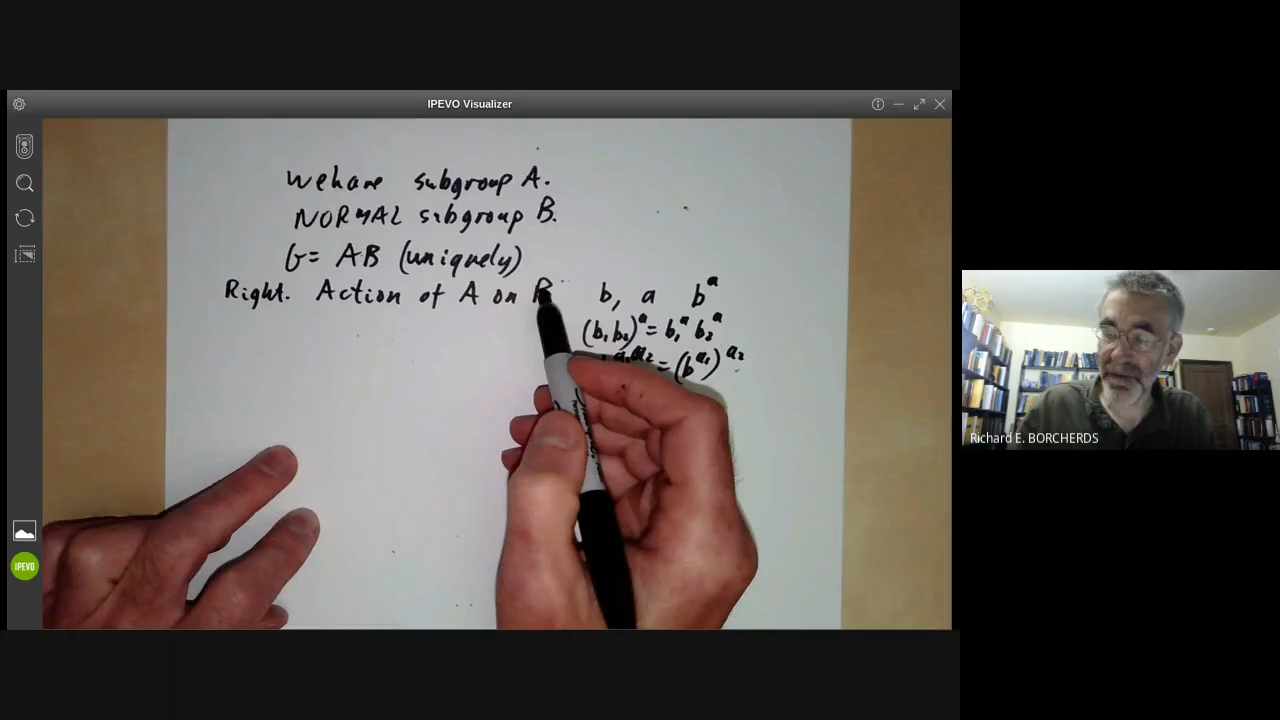 IPEVO Visualizer
We have subgroup A.
NORMAL subgroup B.
G = AB (uniquely)
Right. Action of A on B b, a b^a
(b₁b₂)^a = b₁^a b₂^a
^a₁a₂ = (b^a₁)^a₂
Richard E. BORCHERDS
IPEVO